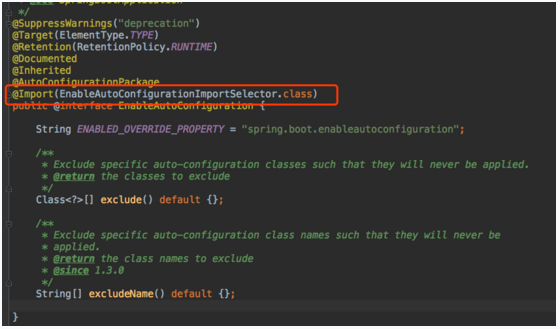 */
@SuppressWarnings("deprecation")
@Target(ElementType.TYPE)
@Retention(RetentionPolicy.RUNTIME)
@Documented
@Inherited
@AutoConfigurationPackage
@Import(EnableAutoConfigurationImportSelector.class)
public @interface EnableAutoConfiguration {
String ENABLED_OVERRIDE_PROPERTY = "spring.boot.enableautoconfiguration";
/**
* Exclude specific auto-configuration classes such that they will never be applied.
* @return the classes to exclude
*/
Class<?>[] exclude() default {};
/**
* Exclude specific auto-configuration class names such that they will never be
* applied.
* @return the class names to exclude
* @since 1.3.0
*/
String[] excludeName() default {};
}